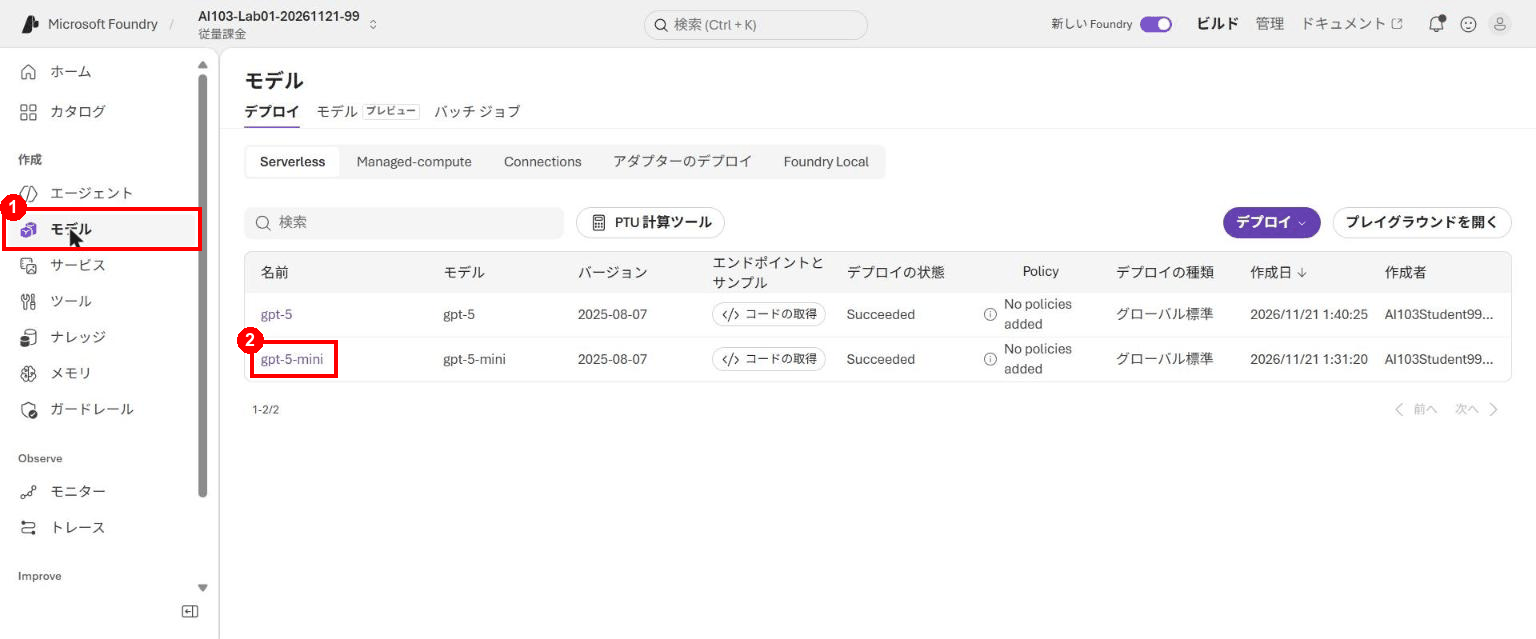 Microsoft Foundry / AI103-Lab01-20261121-99
従量課金
検索 (Ctrl + K)
新しい Foundry ビルド 管理 ドキュメント
ホーム
カタログ
作成
エージェント
1
モデル
サービス
ツール
ナレッジ
メモリ
ガードレール
Observe
モニター
トレース
Improve
モデル
デプロイ モデル プレビュー バッチ ジョブ
Serverless Managed-compute Connections アダプターのデプロイ Foundry Local
検索 PTU 計算ツール デプロイ プレイグラウンドを開く
名前 モデル バージョン エンドポイントと
サンプル デプロイの状態 Policy デプロイの種類 作成日 ↓ 作成者
gpt-5 gpt-5 2025-08-07 </> コードの取得 Succeeded No policies
added グローバル標準 2026/11/21 1:40:25 AI103Student99...
2
gpt-5-mini gpt-5-mini 2025-08-07 </> コードの取得 Succeeded No policies
added グローバル標準 2026/11/21 1:31:20 AI103Student99...
1-2/2 前へ 次へ